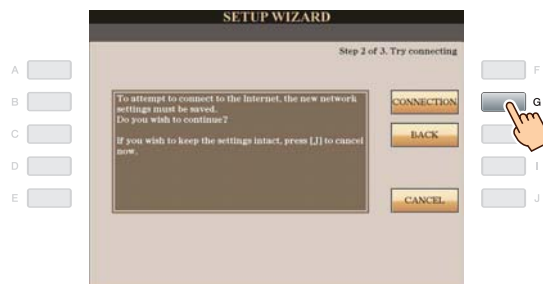 SETUP WIZARD
Step 2 of 3. Try connecting
A
F
To attempt to connect to the Internet, the new network
CONNECTION
B
G
settings must be saved.
Do you wish to continue?
C
BACK
If you wish to keep the settings intact, press [J] to cancel
now.
D
I
E
CANCEL
J